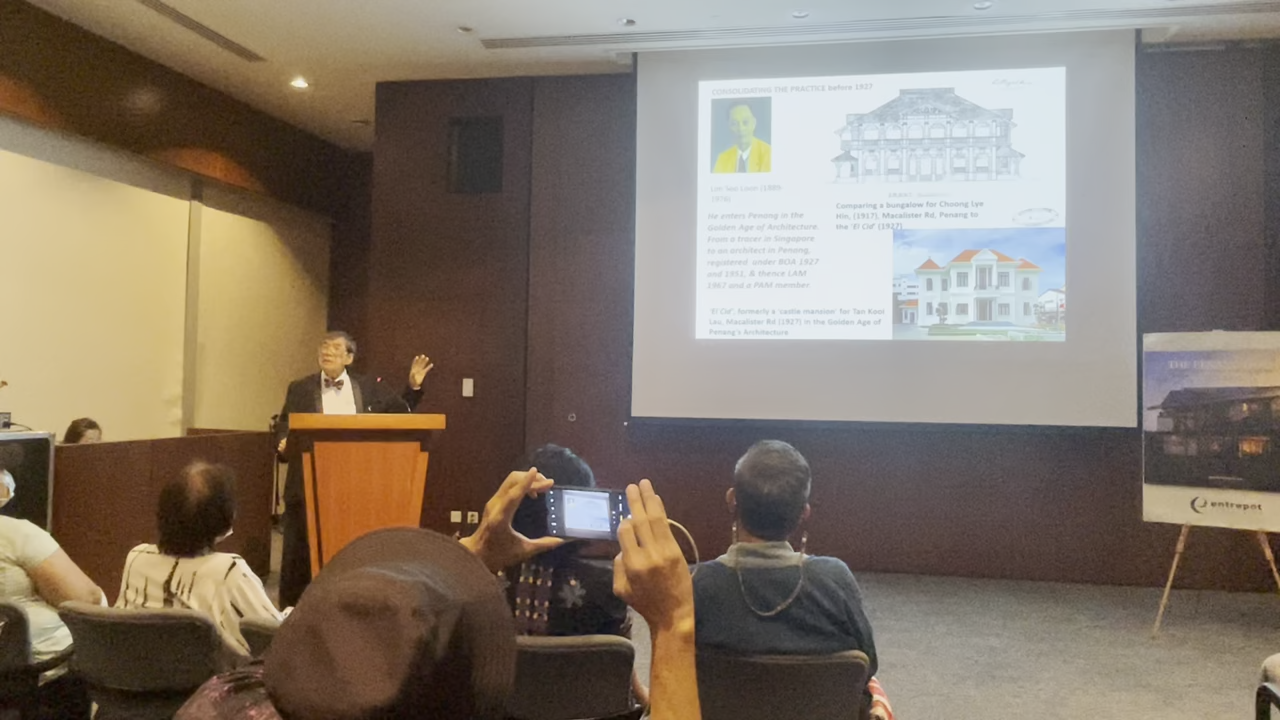 CONSOLIDATING THE PRACTICE before 1927
He enters Penang in the
Golden Age of Architecture.
From a tracer in Singapore
to an architect in Penang,
registered under BOA 1927
and 1951, & thence LAM
1967 and a PAM member.
Comparing a bungalow for Choong Lye
Hin, (1917), Macalister Rd, Penang to
the 'El Cid' (1927)
'El Cid', formerly a 'castle mansion' for Tan Kooi
Lau, Macalister Rd (1927) in the Golden Age of
Penang's Architecture
THE
entrepot